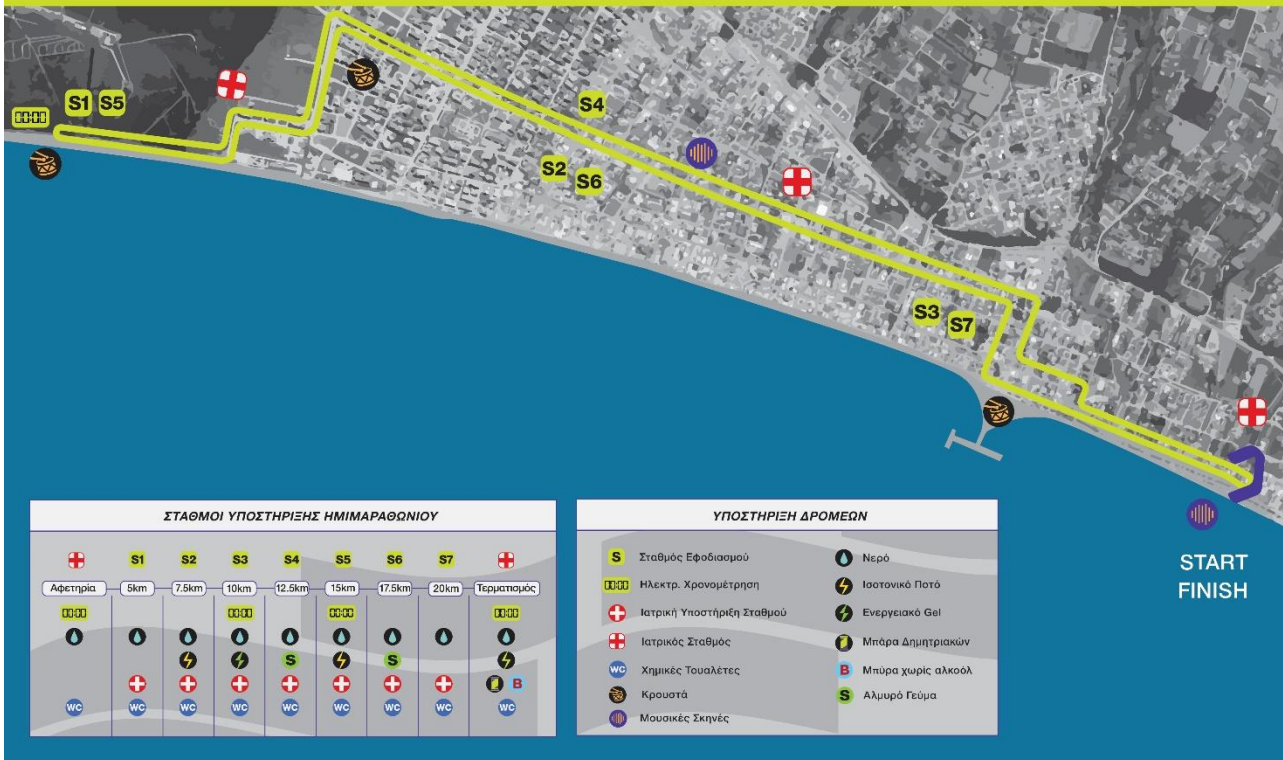 S4
S1 S5
00:00
S2
S6
S3
S7
START
FINISH
ΣΤΑΘΜΟΙ ΥΠΟΣΤΗΡΙΞΗΣ ΗΜΙΜΑΡΑΘΩΝΙΟΥ
S1 S2 S3 S4 S5 S6 S7
Αφετηρία 5km 7.5km 10km 12.5km 15km 17.5km 20km Τερματισμός
00:00 00:00 00:00 00:00
S S
B
WC WC WC WC WC WC WC WC WC
ΥΠΟΣΤΗΡΙΞΗ ΔΡΟΜΕΩΝ
S Σταθμός Εφοδιασμού
00:00 Ηλεκτρ. Χρονομέτρηση
Ιατρική Υποστήριξη Σταθμού
Ιατρικός Σταθμός
WC Χημικές Τουαλέτες
Κρουστά
Μουσικές Σκηνές
Νερό
Ισοτονικό Ποτό
Ενεργειακό Gel
Μπάρα Δημητριακών
B Μπύρα χωρίς αλκοόλ
S Αλμυρό Γεύμα